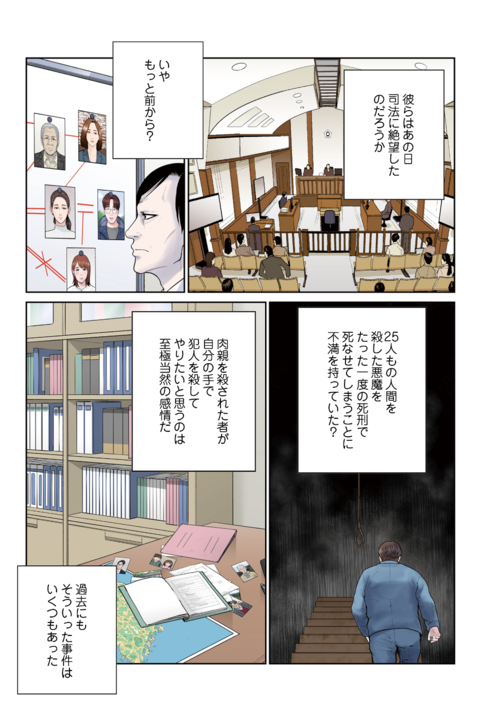 彼らはあの日
司法に絶望した
のだろうか
いや
もっと前から?
25人もの人間を
殺した悪魔を
たった一度の死刑で
死なせてしまうことに
不満を持っていた?
肉親を殺された者が
自分の手で
犯人を殺して
やりたいと思うのは
至極当然の感情だ
過去にも
そういった事件は
いくつもあった